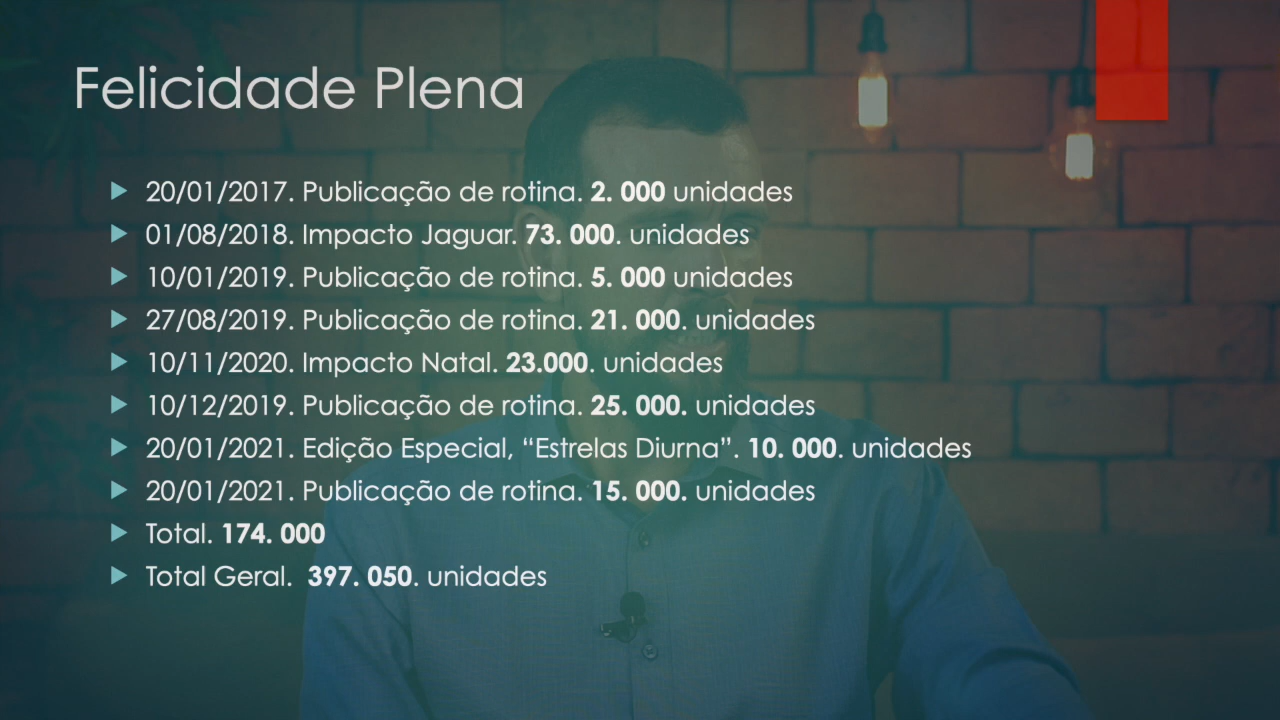 Felicidade Plena
20/01/2017. Publicação de rotina. 2. 000 unidades
01/08/2018. Impacto Jaguar. 73. 000. unidades
10/01/2019. Publicação de rotina. 5. 000 unidades
27/08/2019. Publicação de rotina. 21. 000. unidades
10/11/2020. Impacto Natal. 23.000. unidades
10/12/2019. Publicação de rotina. 25. 000. unidades
20/01/2021. Edição Especial, “Estrelas Diurna”. 10. 000. unidades
20/01/2021. Publicação de rotina. 15. 000. unidades
Total. 174. 000
Total Geral. 397. 050. unidades